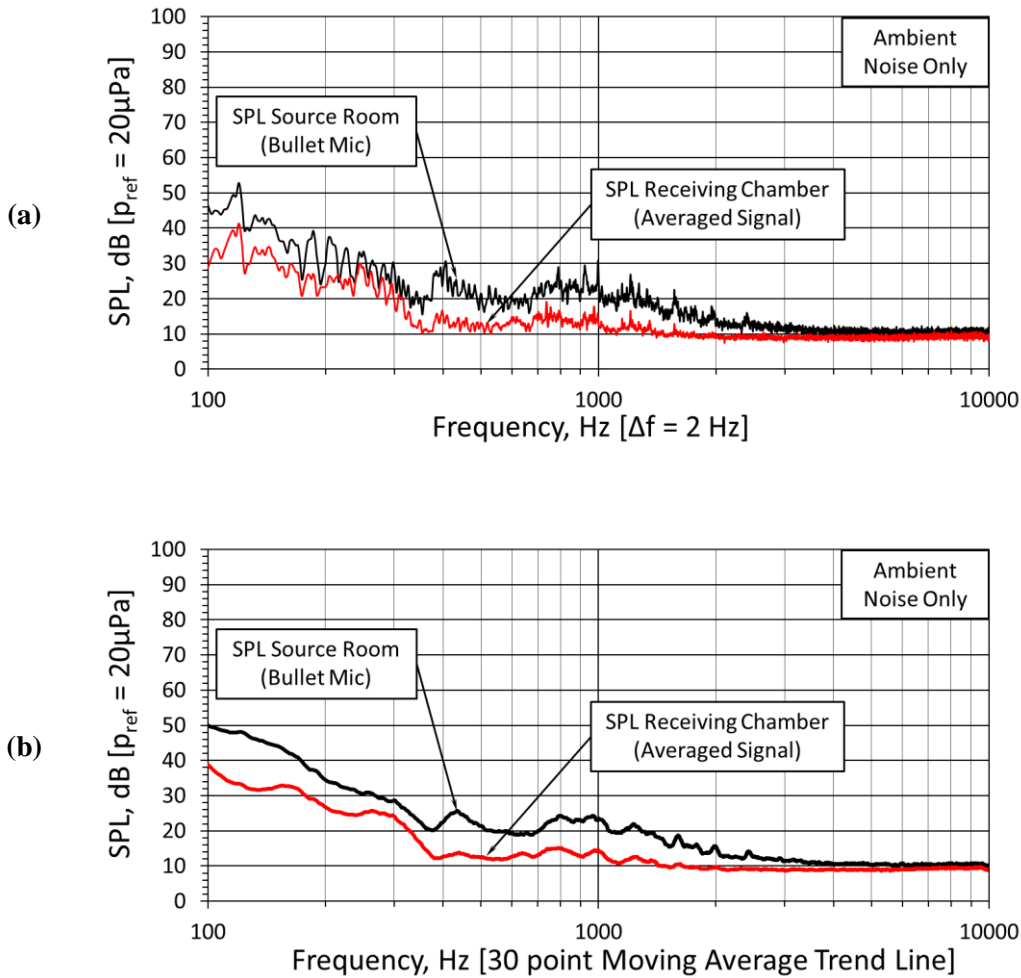 (a)
SPL, dB [pref = 20µPa]
100
90
80
70
60
50
40
30
20
10
0
Ambient
Noise Only
SPL Source Room
(Bullet Mic)
SPL Receiving Chamber
(Averaged Signal)
100
1000
10000
Frequency, Hz [Δf = 2 Hz]
(b)
SPL, dB [pref = 20µPa]
100
90
80
70
60
50
40
30
20
10
0
Ambient
Noise Only
SPL Source Room
(Bullet Mic)
SPL Receiving Chamber
(Averaged Signal)
100
1000
10000
Frequency, Hz [30 point Moving Average Trend Line]